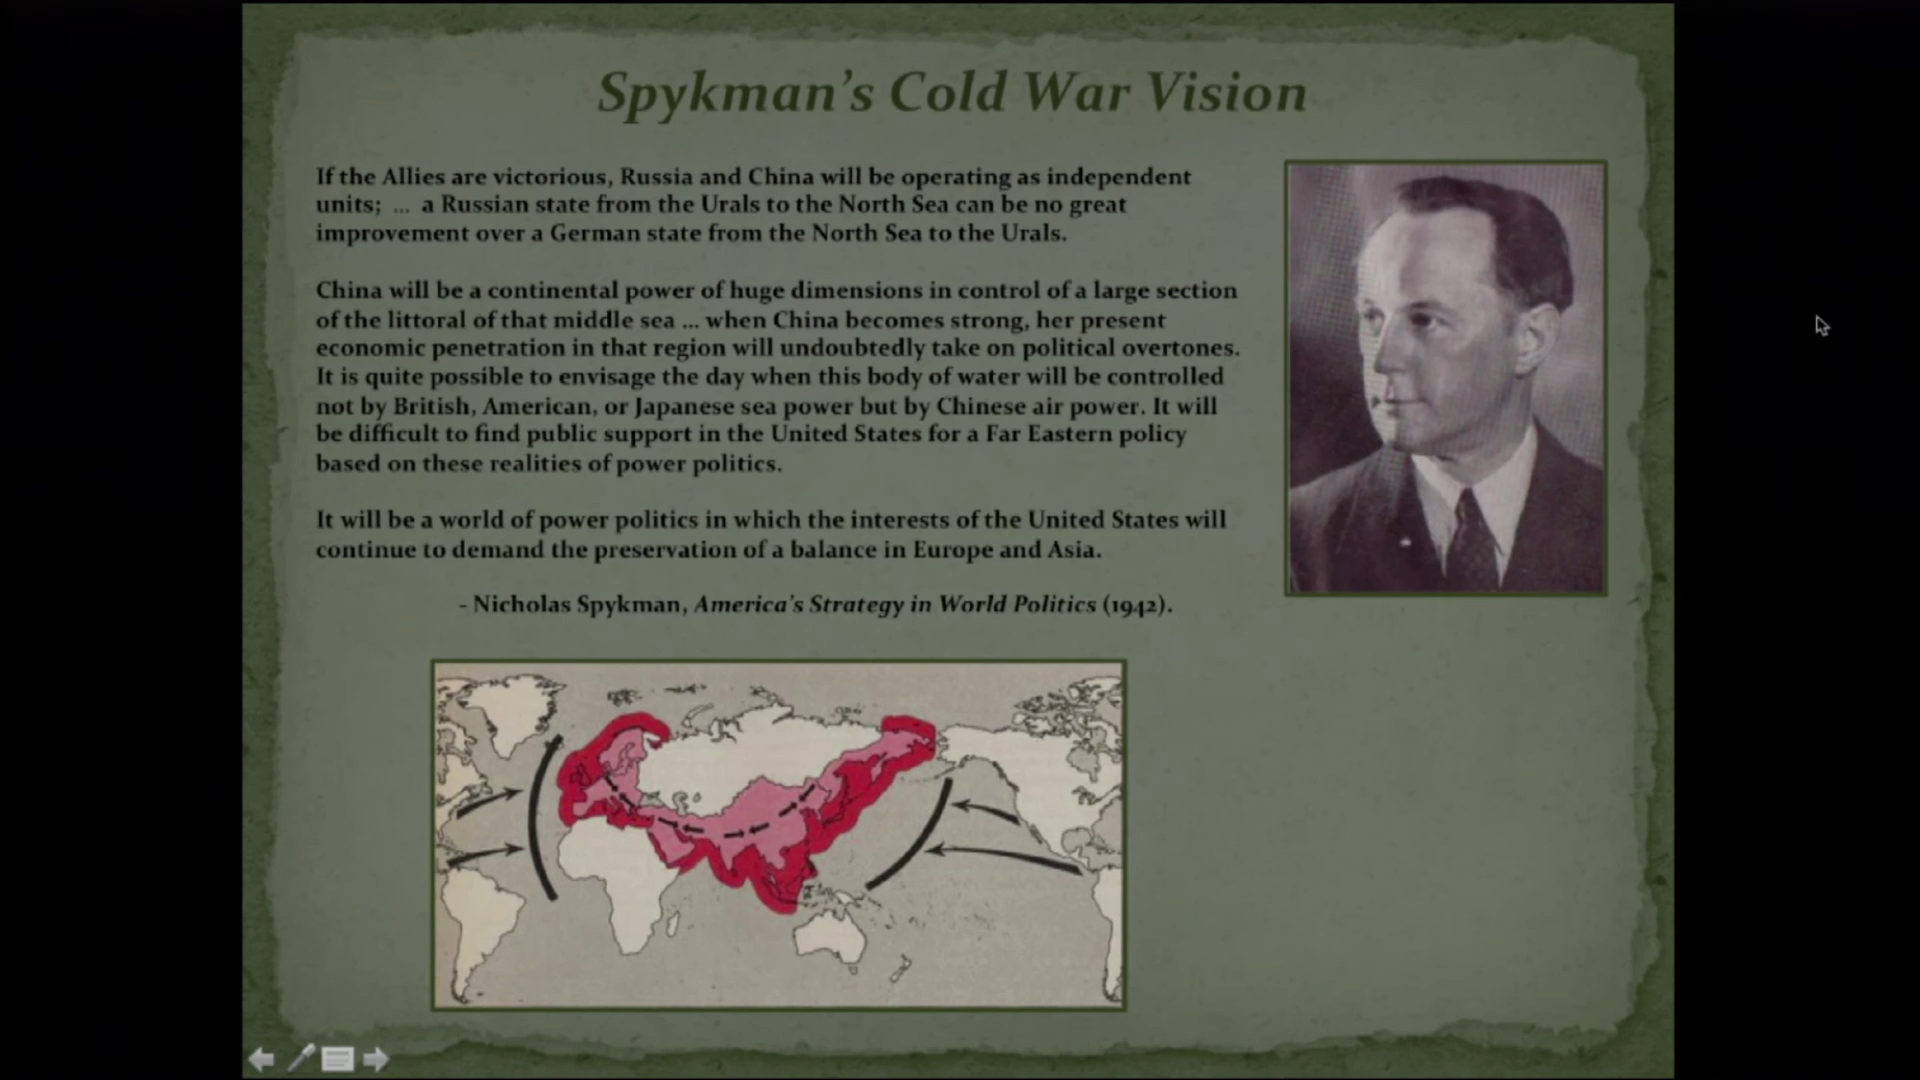 Spykman's Cold War Vision
If the Allies are victorious, Russia and China will be operating as independent
units; ... a Russian state from the Urals to the North Sea can be no great
improvement over a German state from the North Sea to the Urals.
China will be a continental power of huge dimensions in control of a large section
of the littoral of that middle sea ... when China becomes strong, her present
economic penetration in that region will undoubtedly take on political overtones.
It is quite possible to envisage the day when this body of water will be controlled
not by British, American, or Japanese sea power but by Chinese air power. It will
be difficult to find public support in the United States for a Far Eastern policy
based on these realities of power politics.
It will be a world of power politics in which the interests of the United States will
continue to demand the preservation of a balance in Europe and Asia.
- Nicholas Spykman, America's Strategy in World Politics (1942).